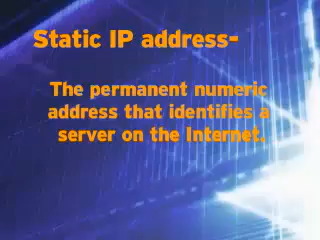 Static IP address-
The permanent numeric
address that identifies a
server on the Internet.